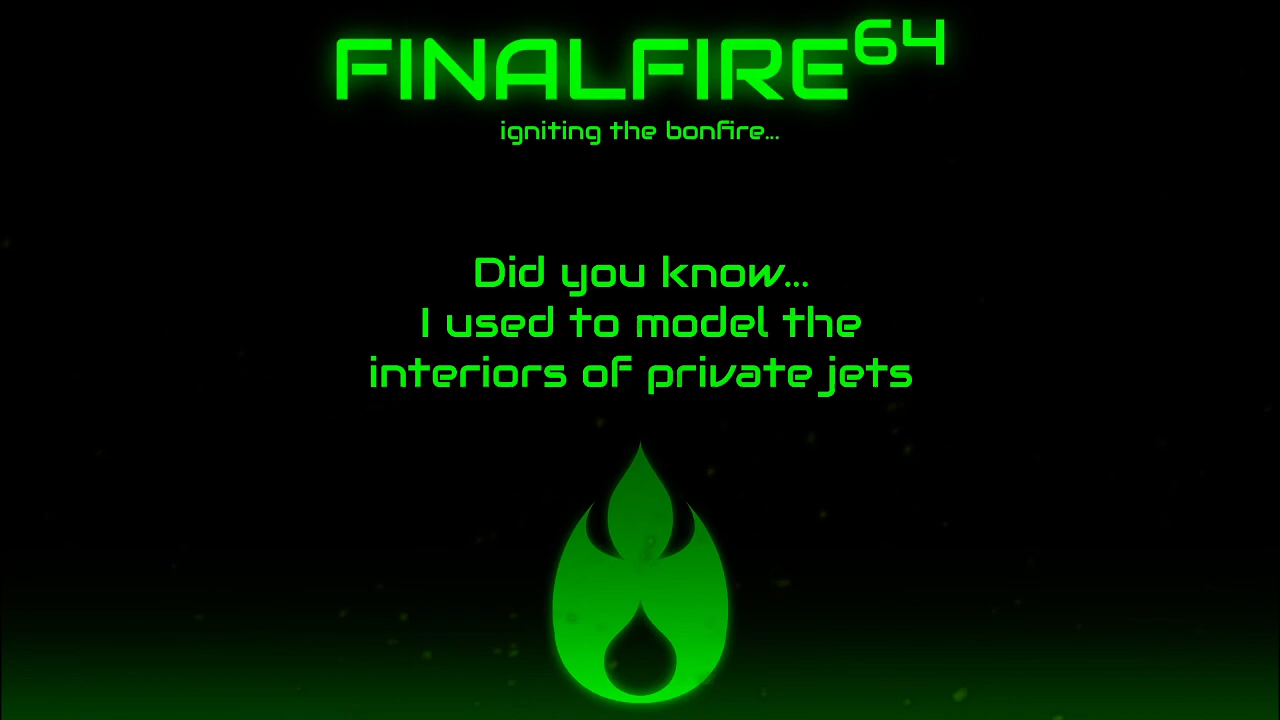 FINALFIRE64
igniting the bonfire...
Did you know...
I used to model the
interiors of private jets